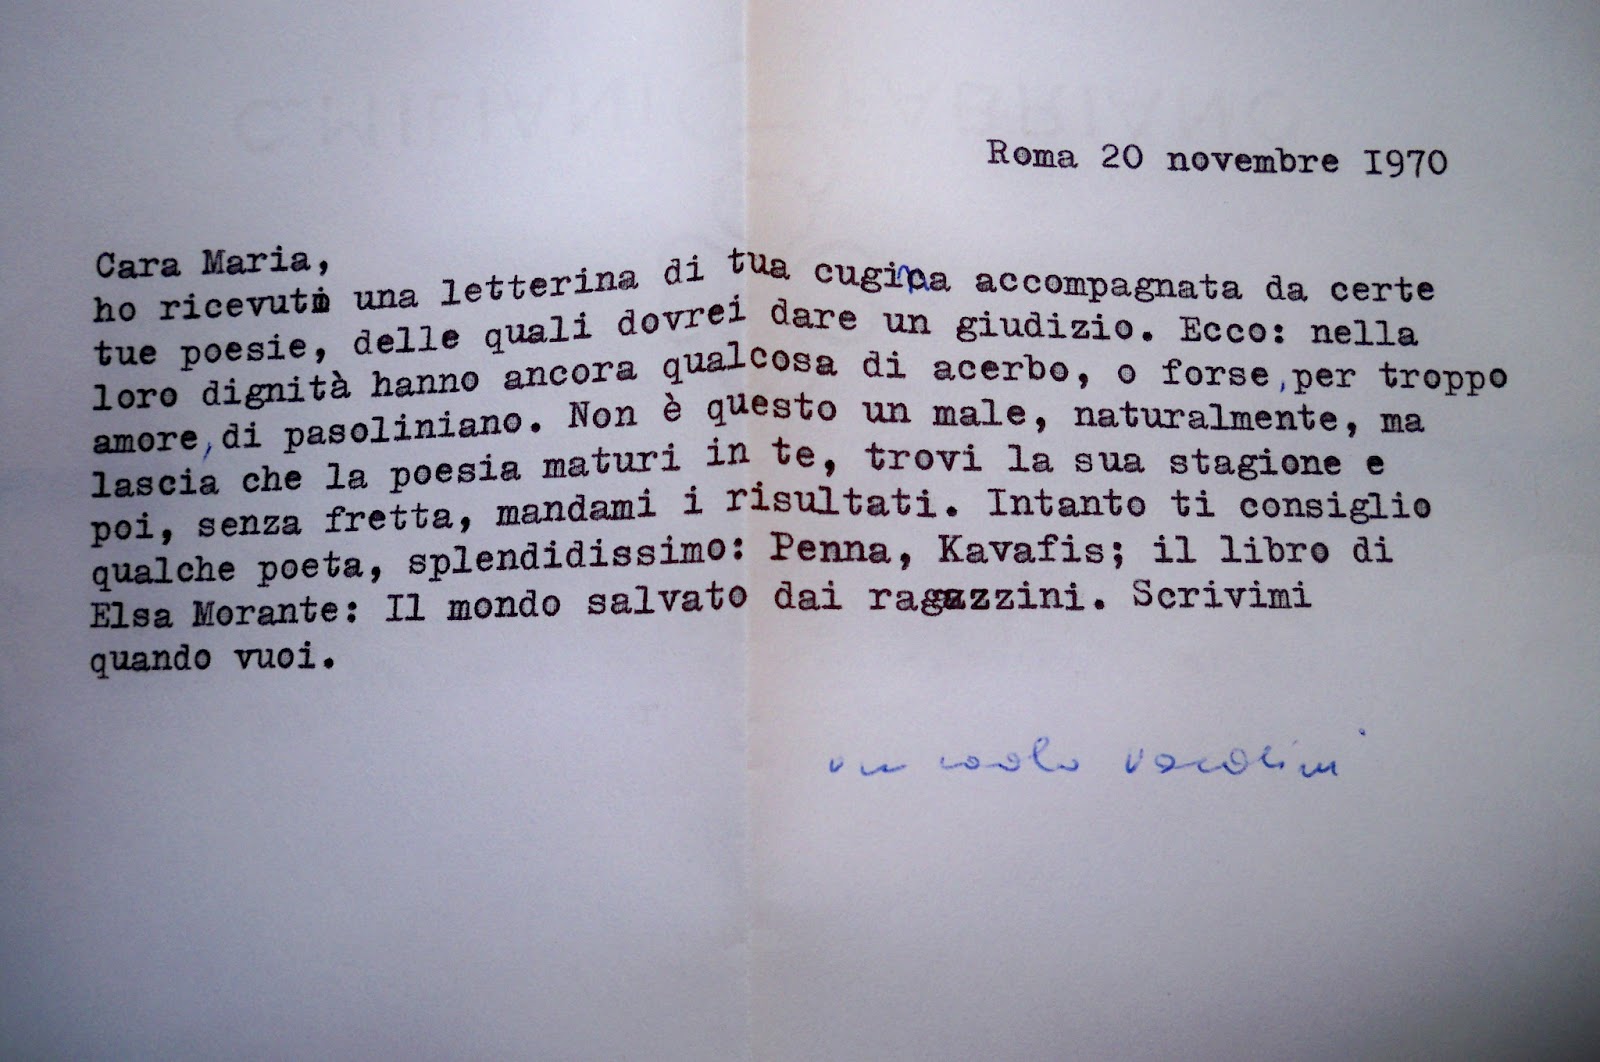 Roma 20 novembre I970
Cara Maria,
ho ricevuto una letterina di tua cugina accompagnata da certe
tue poesie, delle quali dovrei dare un giudizio. Ecco: nella
loro dignità hanno ancora qualcosa di acerbo, o forse, per troppo
amore, di pasoliniano. Non è questo un male, naturalmente, ma
lascia che la poesia maturi in te, trovi la sua stagione e
poi, senza fretta, mandami i risultati. Intanto ti consiglio
qualche poeta, splendidissimo: Penna, Kavafis; il libro di
Elsa Morante: Il mondo salvato dai ragazzini. Scrivimi
quando vuoi.